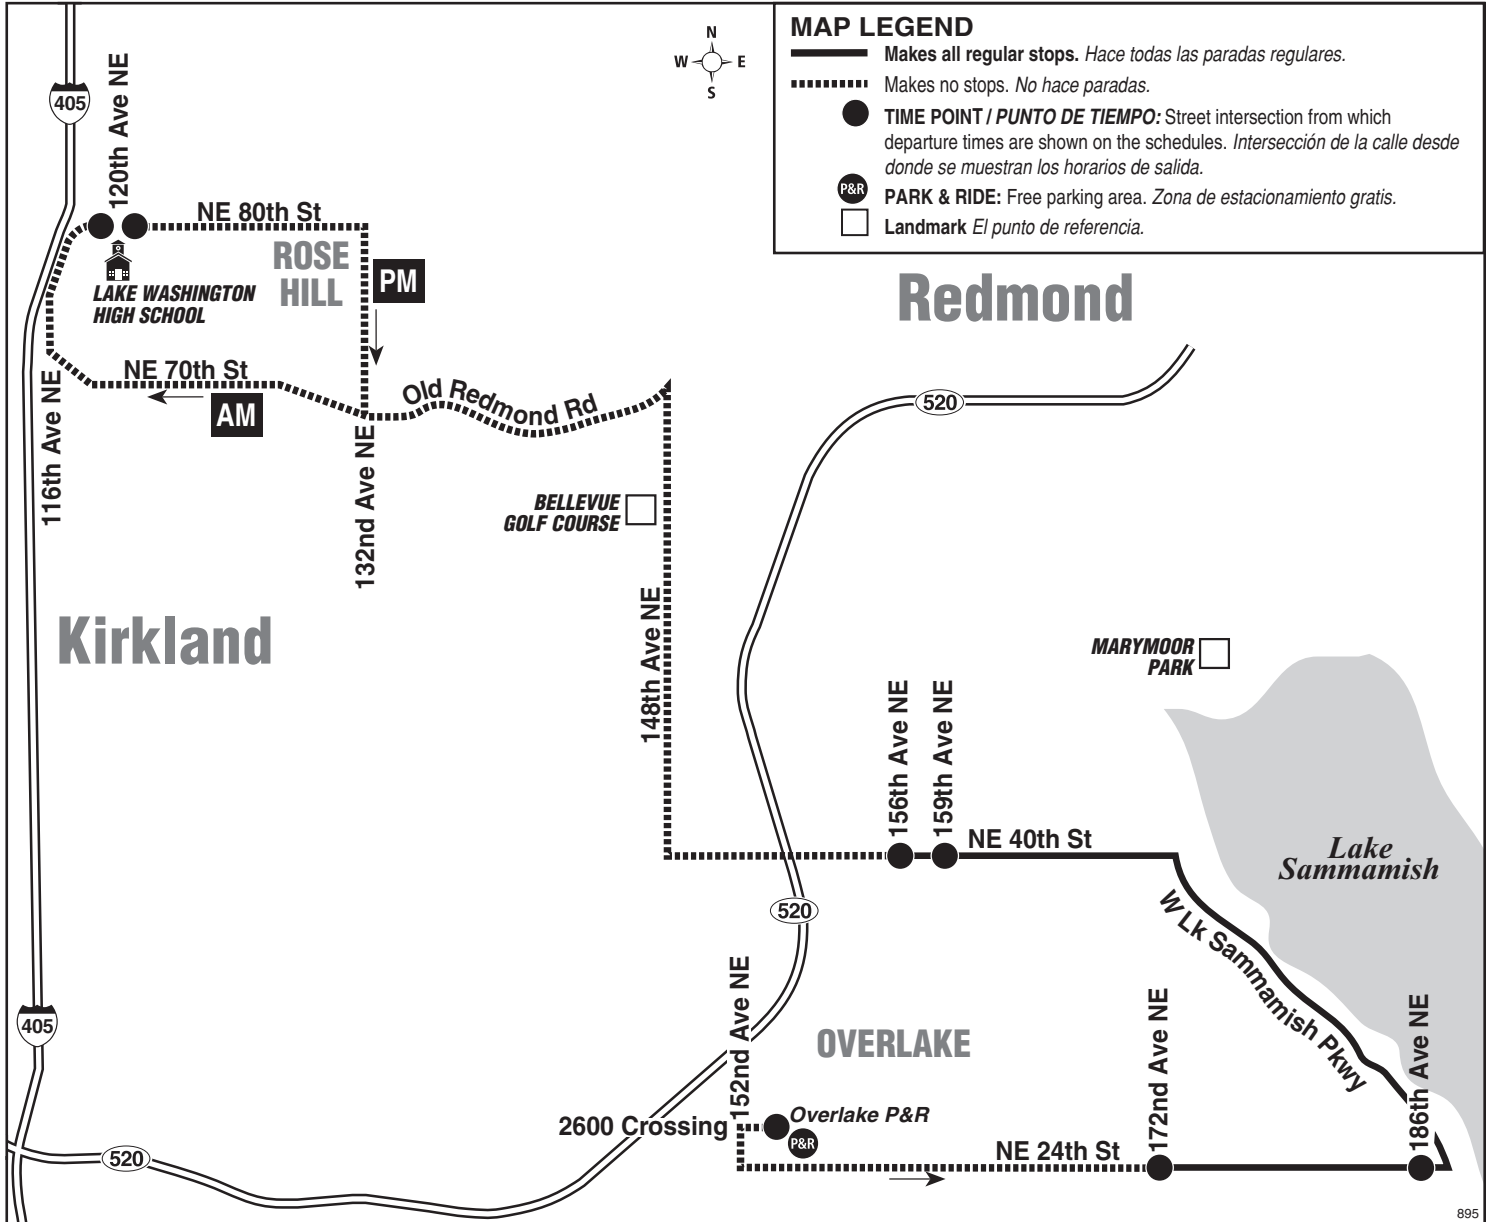 N
W E
S
MAP LEGEND
Makes all regular stops. Hace todas las paradas regulares.
Makes no stops. No hace paradas.
TIME POINT / PUNTO DE TIEMPO: Street intersection from which
departure times are shown on the schedules. Intersección de la calle desde
donde se muestran los horarios de salida.
P&R PARK & RIDE: Free parking area. Zona de estacionamiento gratis.
Landmark El punto de referencia.
405
120th Ave NE
NE 80th St
ROSE
HILL
PM
LAKE WASHINGTON
HIGH SCHOOL
Redmond
NE 70th St
AM
Old Redmond Rd
520
116th Ave NE
132nd Ave NE
BELLEVUE
GOLF COURSE
Kirkland
148th Ave NE
MARYMOOR
PARK
156th Ave NE
159th Ave NE
NE 40th St
Lake
Sammamish
520
W Lk Sammamish Pkwy
405
152nd Ave NE
OVERLAKE
172nd Ave NE
186th Ave NE
2600 Crossing
Overlake P&R
P&R
NE 24th St
520
895